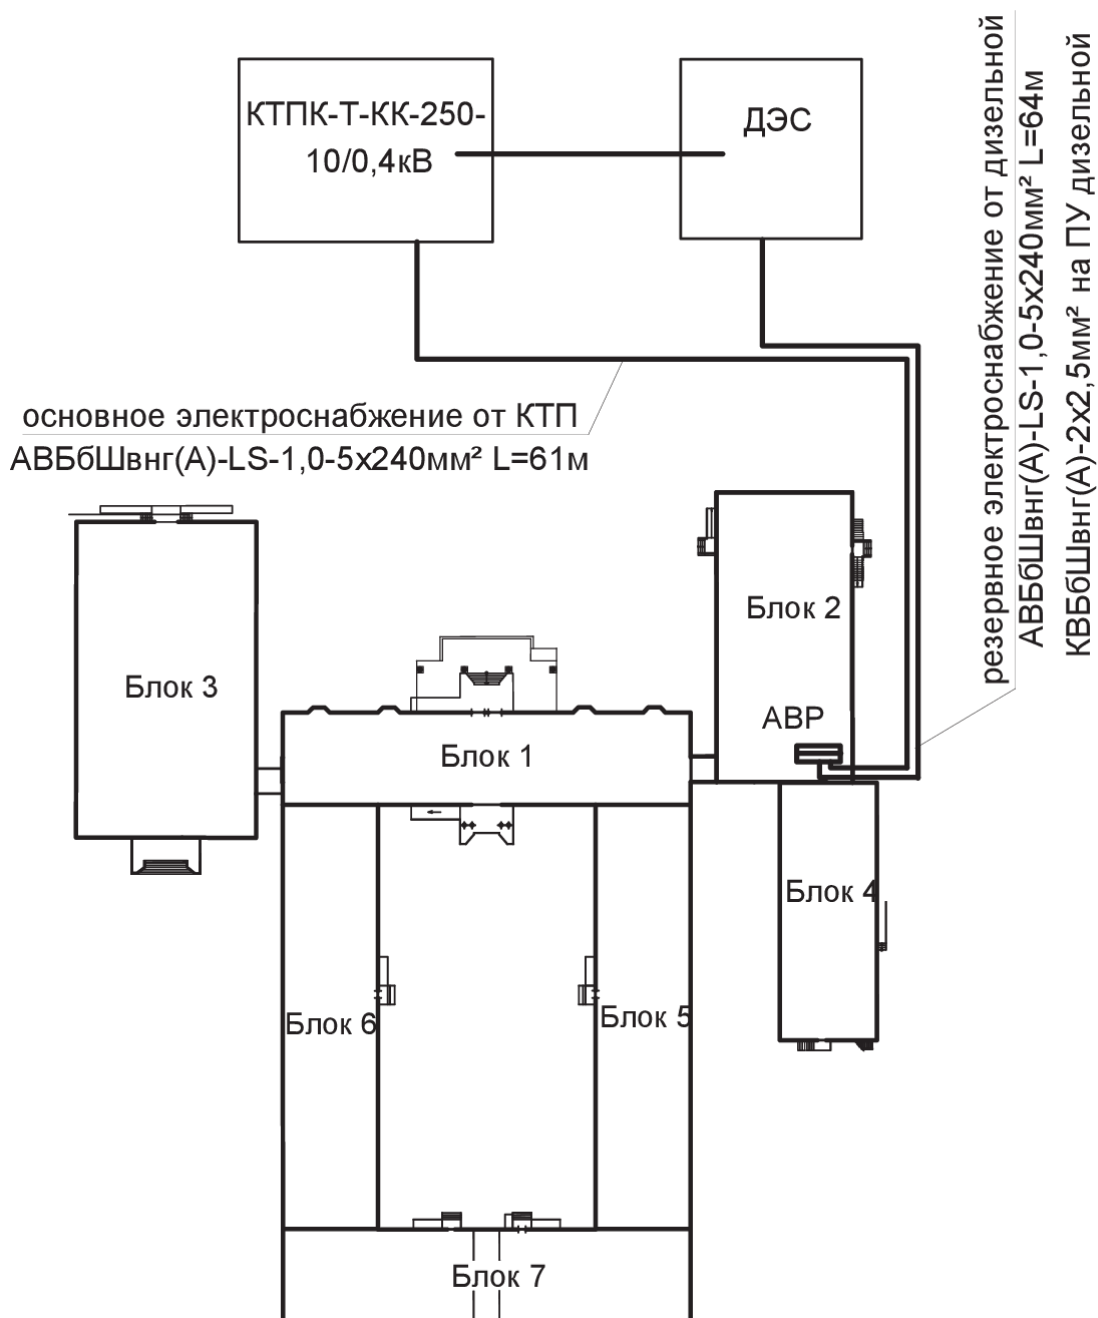 КТПК-Т-КК-250-
10/0,4кВ
ДЭС
резервное электроснабжение от дизельной
АВБбШвнг(А)-LS-1,0-5х240мм² L=64м
КВБбШвнг(А)-2х2,5мм² на ПУ дизельной
основное электроснабжение от КТП
АВБбШвнг(А)-LS-1,0-5х240мм² L=61м
Блок 2
Блок 3
АВР
Блок 1
Блок 4
Блок 6
Блок 5
Блок 7